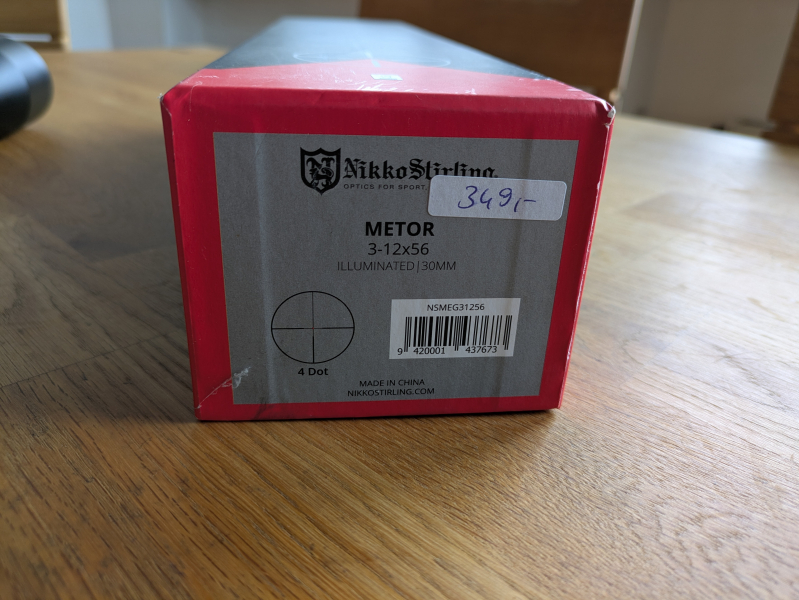 NikkoStirling
OPTICS FOR SPORT.
349,-
METOR
3-12x56
ILLUMINATED|30MM
NSMEG31256
9 420001 437673
4 Dot
MADE IN CHINA
NIKKOSTIRLING.COM